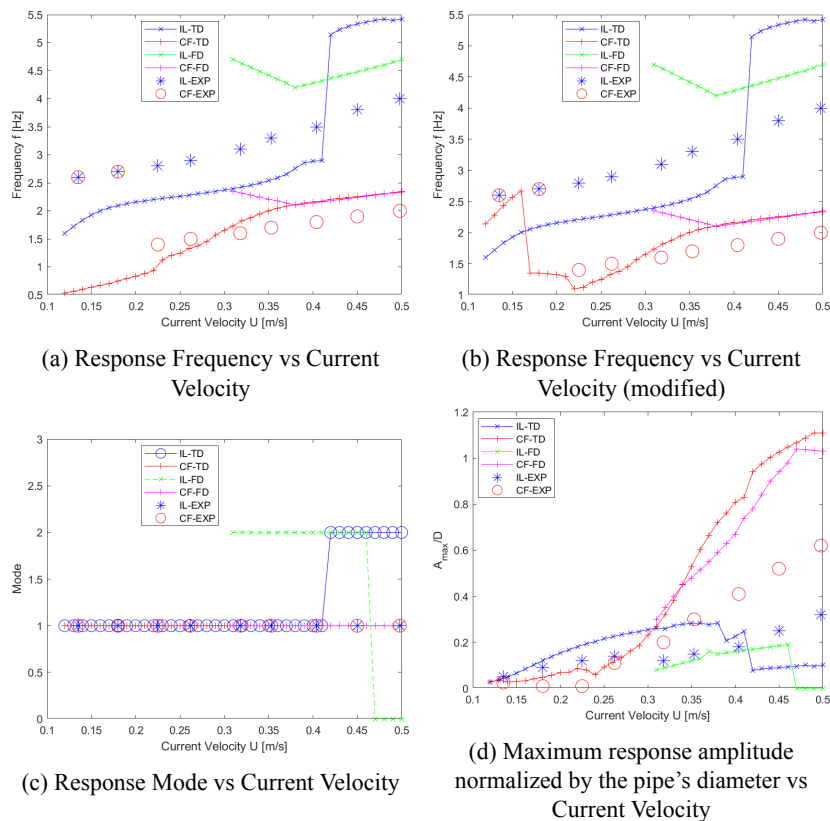 5.5
5
4.5
4
3.5
3
2.5
2
1.5
1
0.5
Frequency f [Hz]
IL-TD
CF-TD
IL-FD
CF-FD
IL-EXP
CF-EXP
0.1 0.15 0.2 0.25 0.3 0.35 0.4 0.45 0.5
Current Velocity U [m/s]
(a) Response Frequency vs Current
Velocity
5.5
5
4.5
4
3.5
3
2.5
2
1.5
1
Frequency f [Hz]
IL-TD
CF-TD
IL-FD
CF-FD
IL-EXP
CF-EXP
0.1 0.15 0.2 0.25 0.3 0.35 0.4 0.45 0.5
Current Velocity U [m/s]
(b) Response Frequency vs Current
Velocity (modified)
3
2.5
2
1.5
1
0.5
0
Mode
IL-TD
CF-TD
IL-FD
CF-FD
IL-EXP
CF-EXP
0.1 0.15 0.2 0.25 0.3 0.35 0.4 0.45 0.5
Current Velocity U [m/s]
(c) Response Mode vs Current Velocity
1.2
1
0.8
0.6
0.4
0.2
0
A_max/D
IL-TD
CF-TD
IL-FD
CF-FD
IL-EXP
CF-EXP
0.1 0.15 0.2 0.25 0.3 0.35 0.4 0.45 0.5
Current Velocity U [m/s]
(d) Maximum response amplitude
normalized by the pipe's diameter vs
Current Velocity